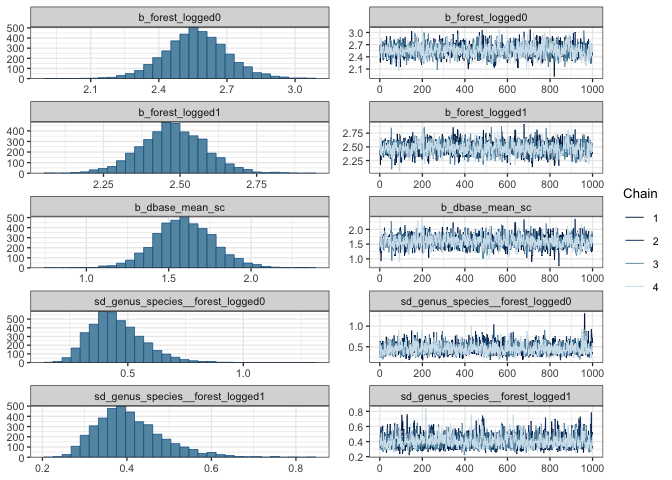 b_forest_logged0
b_forest_logged0
500
400
300
200
100
0
2.1 2.4 2.7 3.0
3.0
2.7
2.4
2.1
0 200 400 600 800 1000
b_forest_logged1
b_forest_logged1
400
300
200
100
0
2.25 2.50 2.75
2.75
2.50
2.25
0 200 400 600 800 1000
b_dbase_mean_sc
b_dbase_mean_sc
500
400
300
200
100
0
1.0 1.5 2.0
2.0
1.5
1.0
0 200 400 600 800 1000
sd_genus_species__forest_logged0
sd_genus_species__forest_logged0
500
400
300
200
100
0
0.5 1.0
1.0
0.5
0 200 400 600 800 1000
sd_genus_species__forest_logged1
sd_genus_species__forest_logged1
500
400
300
200
100
0
0.2 0.4 0.6 0.8
0.8
0.6
0.4
0.2
0 200 400 600 800 1000
Chain
1
2
3
4